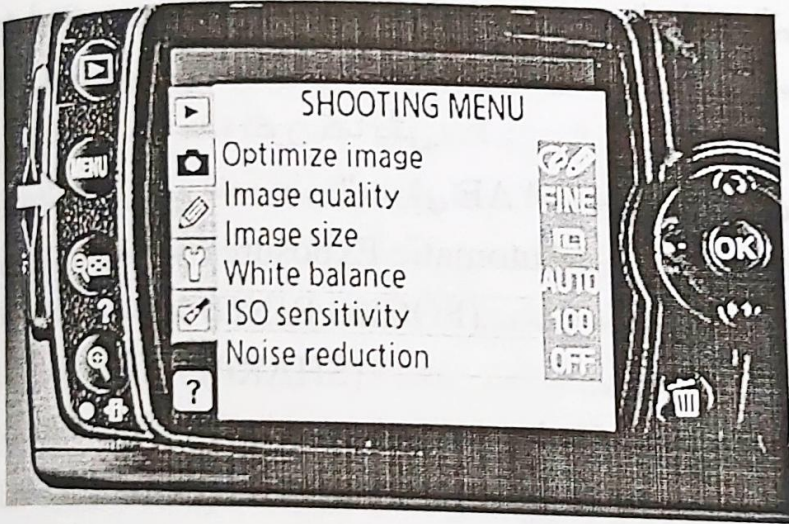 SHOOTING MENU
MENU
Optimize image
Image quality FINE
Image size L
White balance AUTO
ISO sensitivity 100
Noise reduction OFF
OK
?
?